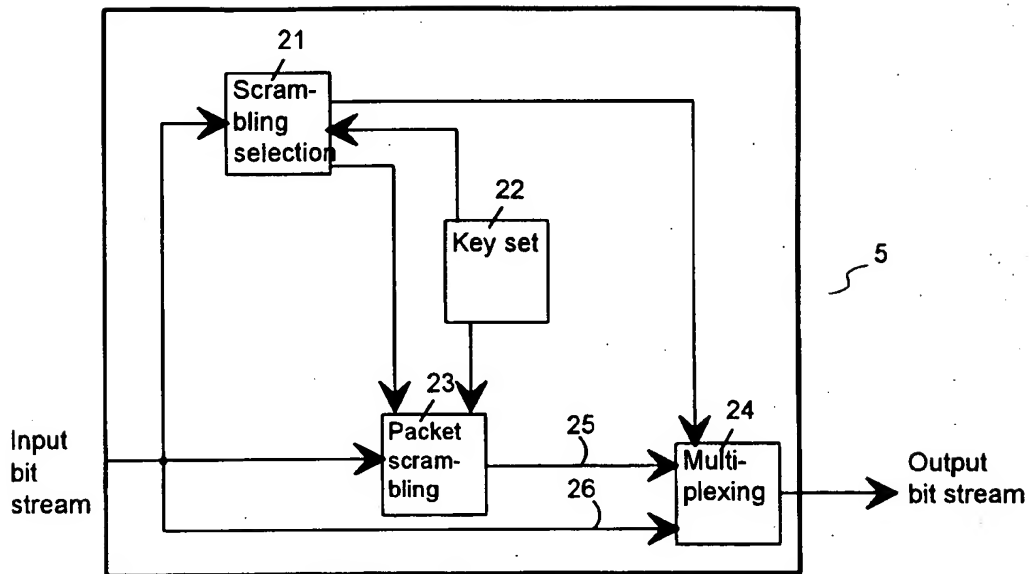 21
Scram-
bling
selection
22
Key set
5
23
Packet
scram-
bling
Input
bit
stream
25
26
24
Multi-
plexing
Output
bit stream